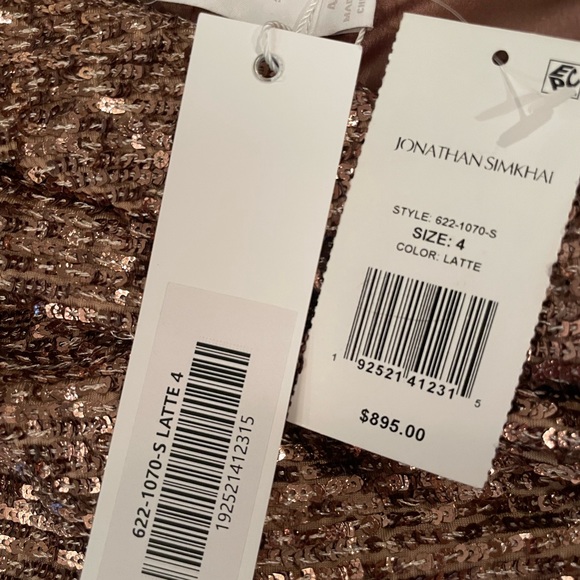 MADE
JONATHAN SIMKHAI
STYLE: 622-1070-S
SIZE: 4
COLOR: LATTE
1 92521 41231 5
$895.00
622-1070-S LATTE 4
192521412315